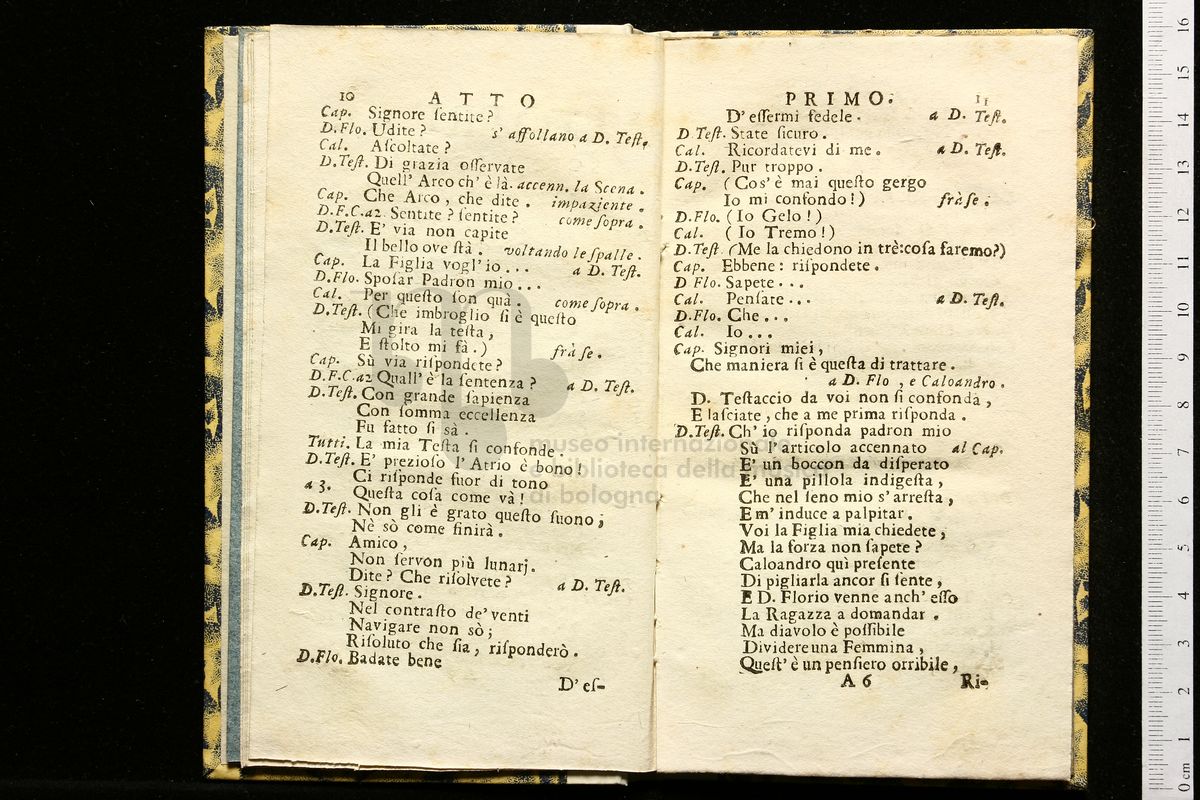 10 ATTO
Cap. Signore ſentite?
D.Flo. Udite? s' affollano a D. Teſt.
Cal. Aſcoltate?
D.Teſt. Di grazia oſſervate
Quell' Arco ch' è là. accenn. la Scena.
Cap. Che Arco, che dite. impaziente.
D.F.C.a2 Sentite? ſentite? come ſopra.
D.Teſt. E' via non capite
Il bello ove ſtà. voltando le ſpalle.
Cap. La Figlia vogl' io... a D. Teſt.
D.Flo. Spoſar Padron mio...
Cal. Per queſto ſon quà. come ſopra.
D.Teſt. (Che imbroglio ſi è queſto
Mi gira la teſta,
E ſtolto mi fà.) frà ſe.
Cap. Sù via riſpondete?
D.F.C.a2 Quall' è la ſentenza? a D. Teſt.
D.Teſt. Con grande ſapienza
Con ſomma eccellenza
Fu fatto ſi sà.
Tutti. La mia Teſta ſi confonde.
D.Teſt. E' prezioſo l' Atrio è bono!
Ci riſponde fuor di tono
a 3. Queſta coſa come và!
D.Teſt. Non gli è grato queſto ſuono;
Nè sò come finirà.
Cap. Amico,
Non ſervon più lunarj.
Dite? Che riſolvete? a D. Teſt.
D.Teſt. Signore.
Nel contraſto de' venti
Navigare non sò;
Riſoluto che ſia, riſponderò.
D.Flo. Badate bene
D' eſ-
PRIMO. 11
D' eſſermi fedele. a D. Teſt.
D Teſt. State ſicuro.
Cal. Ricordatevi di me. a D. Teſt.
D.Teſt. Pur troppo.
Cap. (Cos' è mai queſto gergo
Io mi confondo!) frà ſe.
D.Flo. (Io Gelo!)
Cal. (Io Tremo!)
D.Teſt. (Me la chiedono in trè: coſa faremo?)
Cap. Ebbene: riſpondete.
D Flo. Sapete...
Cal. Penſate... a D. Teſt.
D.Flo. Che...
Cal. Io...
Cap. Signori miei,
Che maniera ſi è queſta di trattare.
a D. Flo, e Caloandro.
D. Teſtaccio da voi non ſi confonda,
E laſciate, che a me prima riſponda.
D.Teſt. Ch' io riſponda padron mio
Sù l' articolo accennato al Cap.
E' un boccon da diſperato
E' una pillola indigeſta,
Che nel ſeno mio s' arreſta,
E m' induce a palpitar.
Voi la Figlia mia chiedete;
Ma la forza non ſapete?
Caloandro quì preſente
Di pigliarla ancor ſi ſente,
E D. Florio venne anch' eſſo
La Ragazza a domandar.
Ma diavolo è poſſibile
Dividere una Femmina,
Queſt' è un penſiero orribile,
A 6 Ri-
museo internazionale
e biblioteca della musica
di bologna